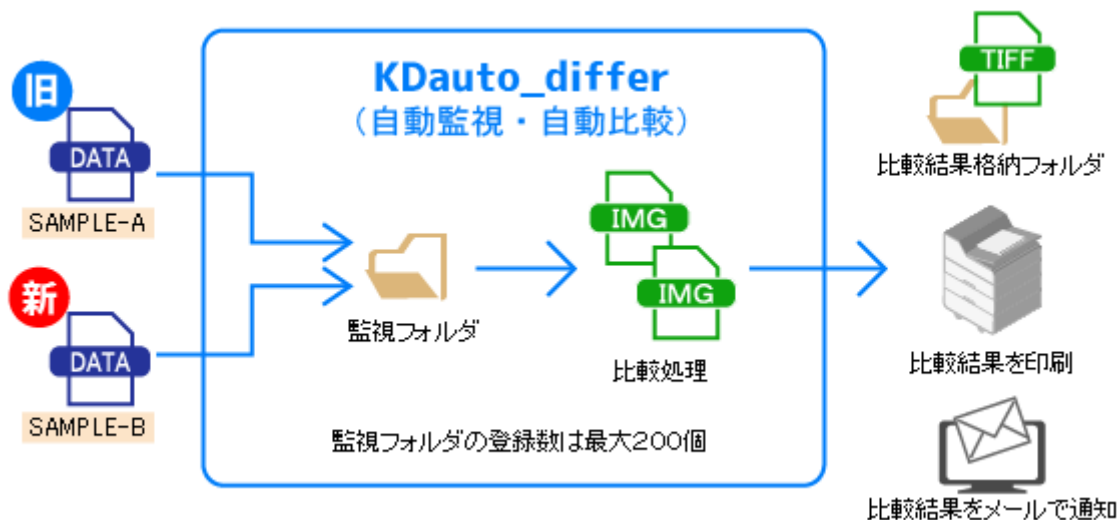 旧
DATA
SAMPLE-A
新
DATA
SAMPLE-B
KDauto_differ
（自動監視・自動比較）
監視フォルダ
IMG
IMG
比較処理
監視フォルダの登録数は最大200個
TIFF
比較結果格納フォルダ
比較結果を印刷
比較結果をメールで通知